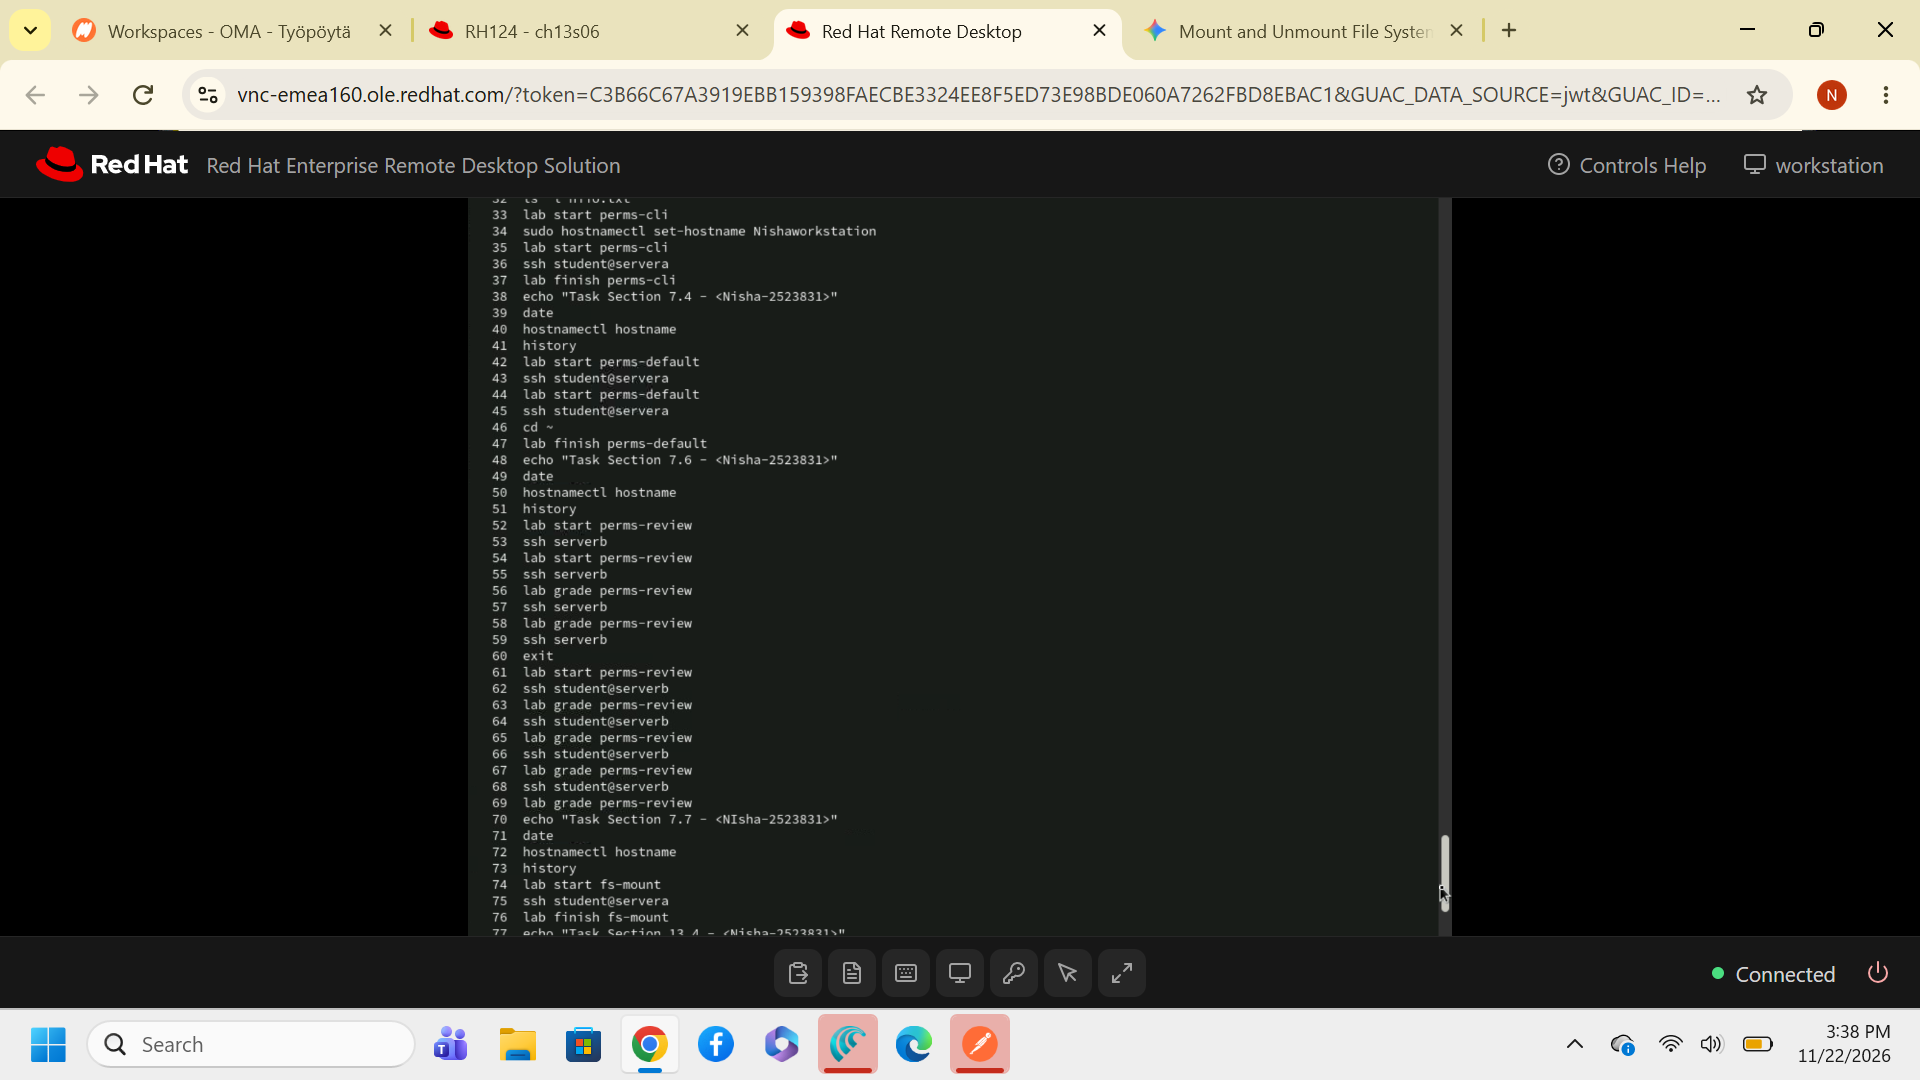 Workspaces - OMA - Työpöytä
RH124 - ch13s06
Red Hat Remote Desktop
Mount and Unmount File System
vnc-emea160.ole.redhat.com/?token=C3B66C67A3919EBB159398FAECBE3324EE8F5ED73E98BDE060A7262FBD8EBAC1&GUAC_DATA_SOURCE=jwt&GUAC_ID=...
N
Red Hat Red Hat Enterprise Remote Desktop Solution
Controls Help
workstation
33 lab start perms-cli
34 sudo hostnamectl set-hostname Nishaworkstation
35 lab start perms-cli
36 ssh student@servera
37 lab finish perms-cli
38 echo "Task Section 7.4 - <Nisha-2523831>"
39 date
40 hostnamectl hostname
41 history
42 lab start perms-default
43 ssh student@servera
44 lab start perms-default
45 ssh student@servera
46 cd ~
47 lab finish perms-default
48 echo "Task Section 7.6 - <Nisha-2523831>"
49 date
50 hostnamectl hostname
51 history
52 lab start perms-review
53 ssh serverb
54 lab start perms-review
55 ssh serverb
56 lab grade perms-review
57 ssh serverb
58 lab grade perms-review
59 ssh serverb
60 exit
61 lab start perms-review
62 ssh student@serverb
63 lab grade perms-review
64 ssh student@serverb
65 lab grade perms-review
66 ssh student@serverb
67 lab grade perms-review
68 ssh student@serverb
69 lab grade perms-review
70 echo "Task Section 7.7 - <NIsha-2523831>"
71 date
72 hostnamectl hostname
73 history
74 lab start fs-mount
75 ssh student@servera
76 lab finish fs-mount
77 echo "Task Section 13.4 - <Nisha-2523831>"
Connected
Search
3:38 PM
11/22/2026